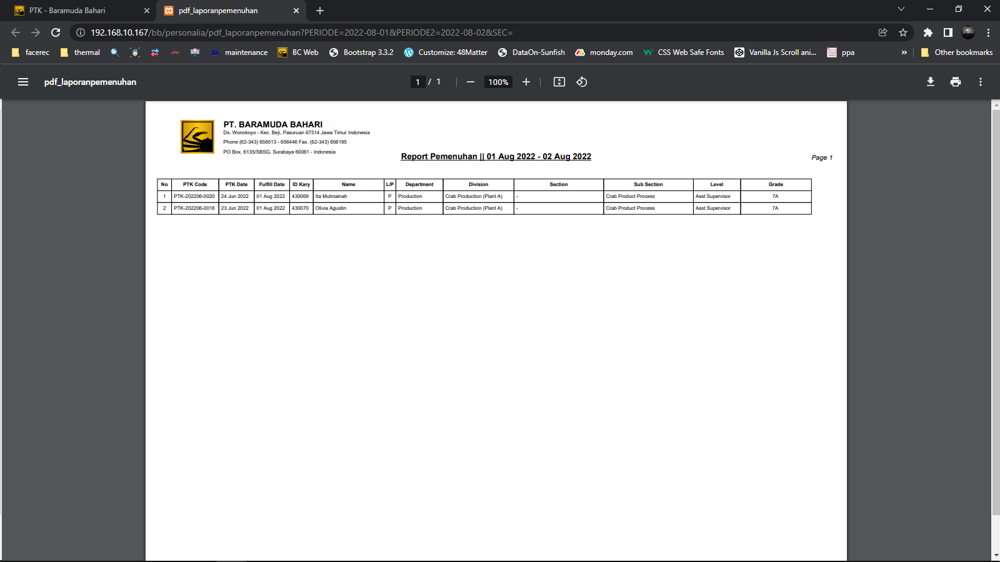 PTK - Baramuda Bahari
pdf_laporanpemenuhan
192.168.10.167/bb/personalia/pdf_laporanpemenuhan?PERIODE=2022-08-01&PERIODE2=2022-08-02&SEC=
facerec thermal maintenance BC Web Bootstrap 3.3.2 Customize: 48Matter DataOn-Sunfish monday.com CSS Web Safe Fonts Vanilla Js Scroll ani... ppa » Other bookmarks
pdf_laporanpemenuhan 1 / 1 100%
PT. BARAMUDA BAHARI
Ds. Wonokoyo - Kec. Beji, Pasuruan 67514 Jawa Timur Indonesia
Phone (62-343) 656513 - 656446 Fax. (62-343) 656195
PO Box. 6135/SBSG, Surabaya 60061 - Indonesia
Report Pemenuhan || 01 Aug 2022 - 02 Aug 2022
Page 1
No PTK Code PTK Date Fulfill Date ID Kary Name L/P Department Division Section Sub Section Level Grade
1 PTK-202206-0020 24 Jun 2022 01 Aug 2022 430069 Ita Mutmainah P Production Crab Production (Plant A) - Crab Product Process Asst Supervisor 7A
2 PTK-202206-0018 23 Jun 2022 01 Aug 2022 430070 Olivia Agustin P Production Crab Production (Plant A) - Crab Product Process Asst Supervisor 7A